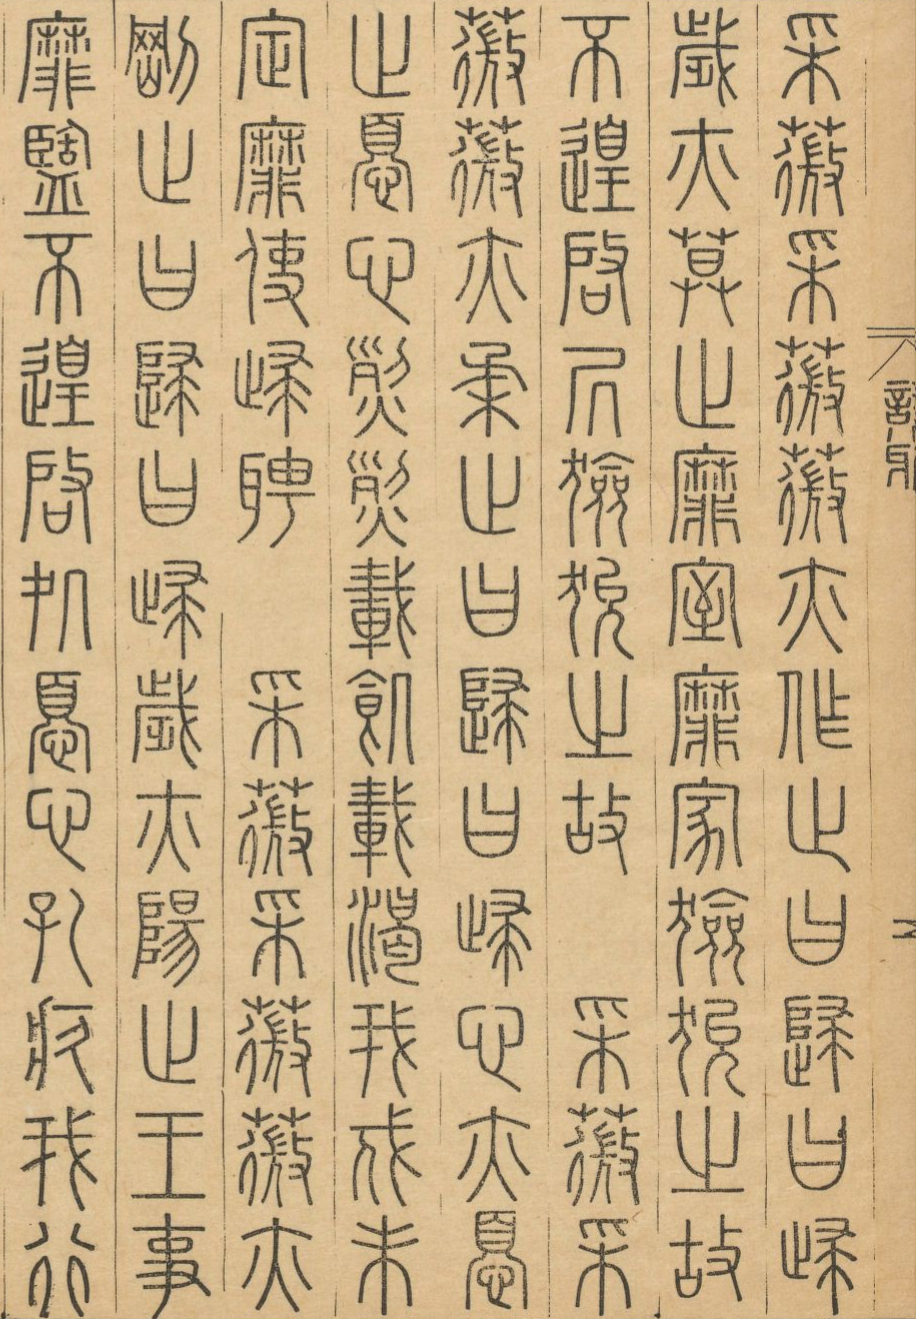 采薇采薇薇亦作止曰歸曰歸
歲亦莫止靡室靡家玁狁之故
不遑啓居玁狁之故　采薇采
薇薇亦柔止曰歸曰歸心亦憂
止憂心烈烈載飢載渴我戍未
定靡使歸聘　采薇采薇薇亦
剛止曰歸曰歸歲亦陽止王事
靡盬不遑啓處憂心孔疚我行